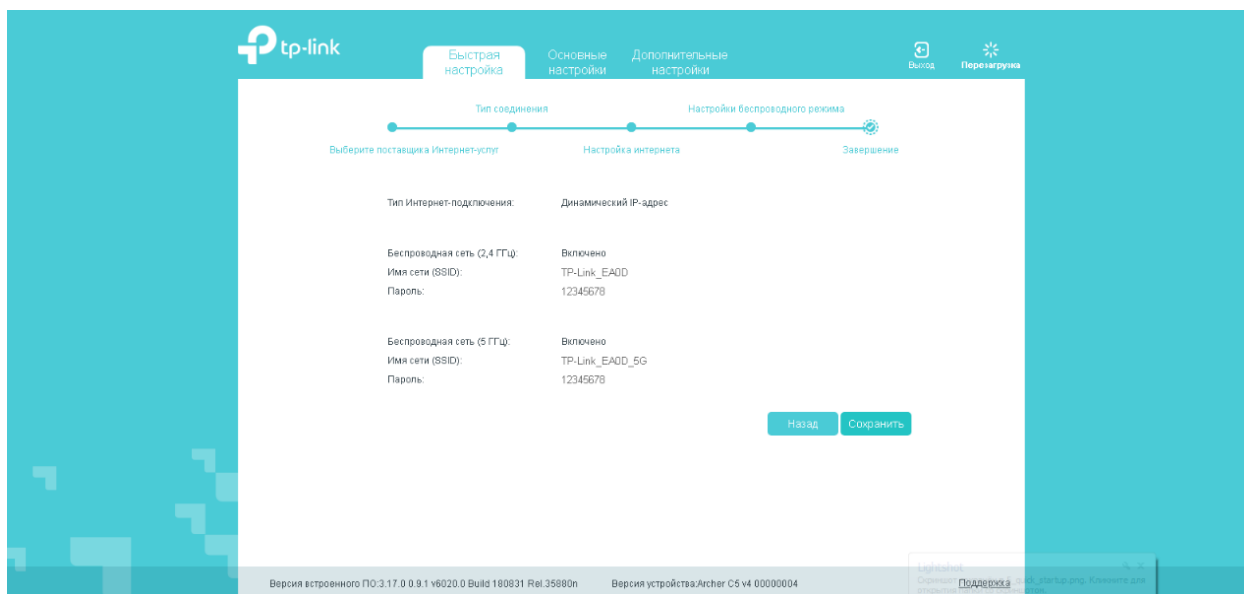 tp-link
Быстрая
настройка
Основные
настройки
Дополнительные
настройки
Выход
Перезагрузка
Тип соединения
Настройки беспроводного режима
Выберите поставщика Интернет-услуг
Настройка интернета
Завершение
Тип Интернет-подключения: Динамический IP-адрес
Беспроводная сеть (2,4 ГГц): Включено
Имя сети (SSID): TP-Link_EA0D
Пароль: 12345678
Беспроводная сеть (5 ГГц): Включено
Имя сети (SSID): TP-Link_EA0D_5G
Пароль: 12345678
Назад
Сохранить
Lightshot
Версия встроенного ПО:3.17.0 0.9.1 v6020.0 Build 180831 Rel.35880n
Версия устройства:Archer C5 v4 00000004
Поддержка